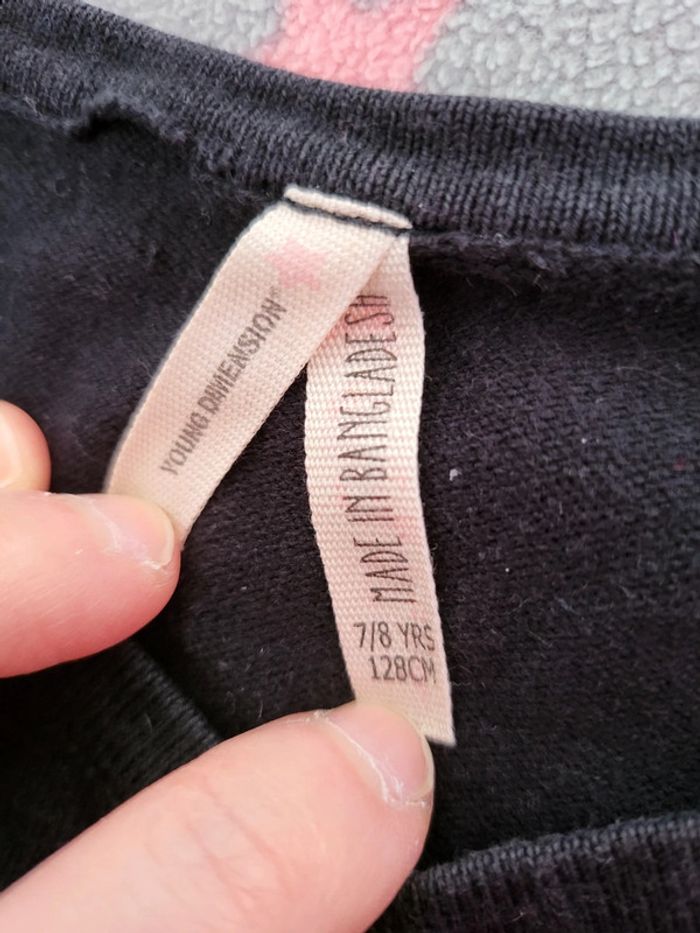 YOUNG DIMENSION
MADE IN BANGLADESH
7/8 YRS
128CM